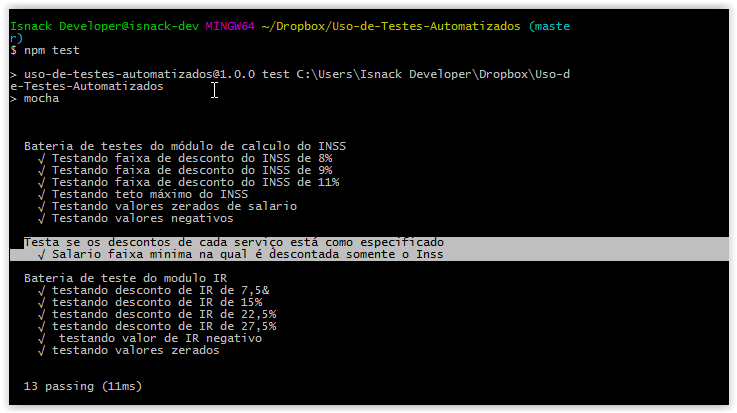 Isnack Developer@isnack-dev MINGW64 ~/Dropbox/Uso-de-Testes-Automatizados (maste
r)
$ npm test
> uso-de-testes-automatizados@1.0.0 test C:\Users\Isnack Developer\Dropbox\Uso-d
e-Testes-Automatizados
> mocha
Bateria de testes do módulo de calculo do INSS
√ Testando faixa de desconto do INSS de 8%
√ Testando faixa de desconto do INSS de 9%
√ Testando faixa de desconto do INSS de 11%
√ Testando teto máximo do INSS
√ Testando valores zerados de salario
√ Testando valores negativos
Testa se os descontos de cada serviço está como especificado
√ Salario faixa minima na qual é descontada somente o Inss
Bateria de teste do modulo IR
√ testando desconto de IR de 7,5&
√ testando desconto de IR de 15%
√ testando desconto de IR de 22,5%
√ testando desconto de IR de 27,5%
√  testando valor de IR negativo
√ testando valores zerados
13 passing (11ms)